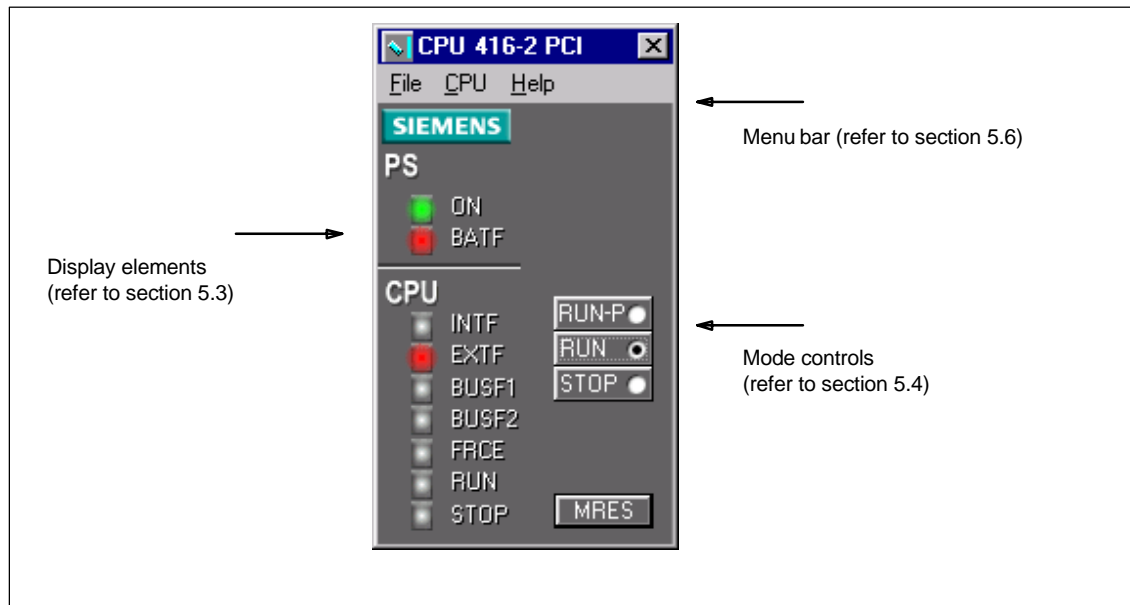 CPU 416-2 PCI
File CPU Help
SIEMENS
PS
ON
BATF
CPU
INTF
EXTF
BUSF1
BUSF2
FRCE
RUN
STOP
RUN-P
RUN
STOP
MRES
Menu bar (refer to section 5.6)
Display elements
(refer to section 5.3)
Mode controls
(refer to section 5.4)